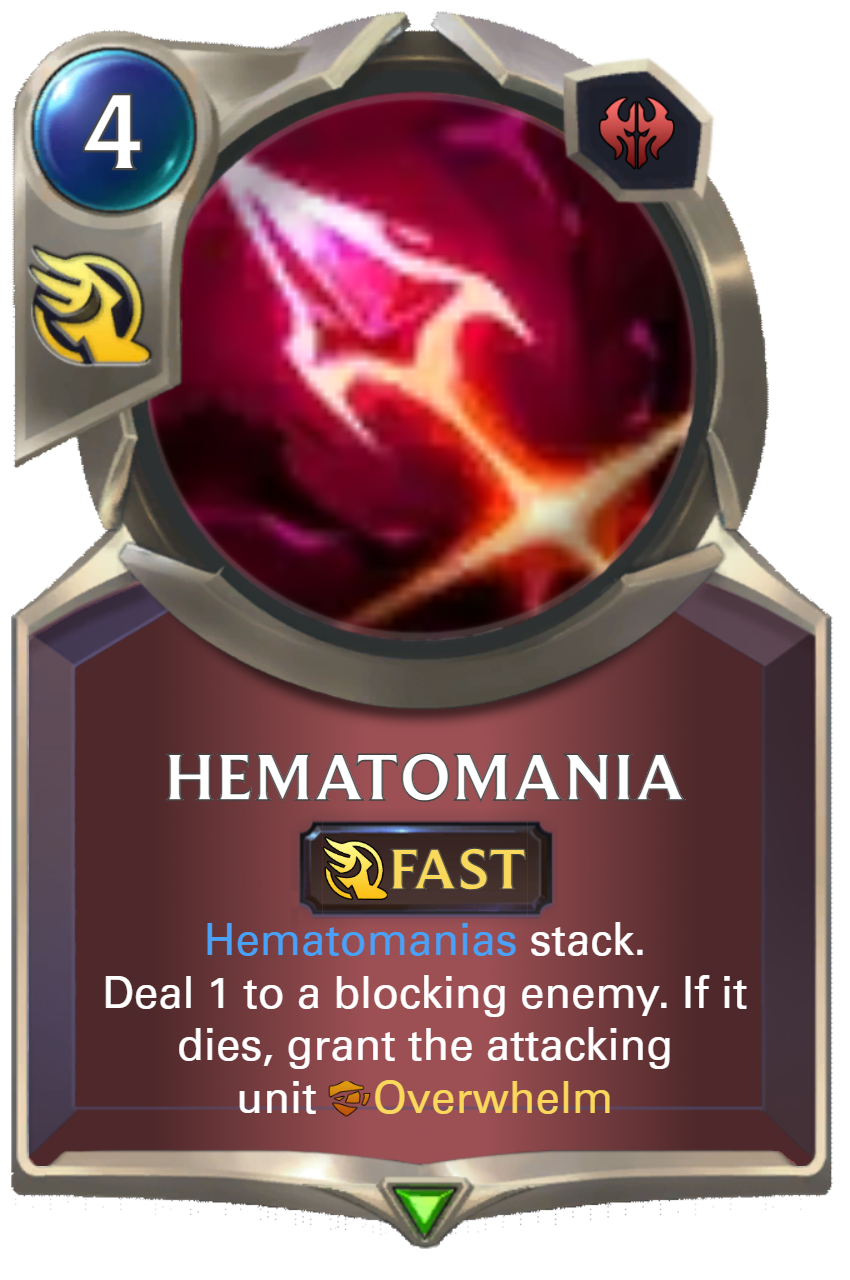 4
HEMATOMANIA
FAST
Hematomanias stack.
Deal 1 to a blocking enemy. If it
dies, grant the attacking
unit Overwhelm